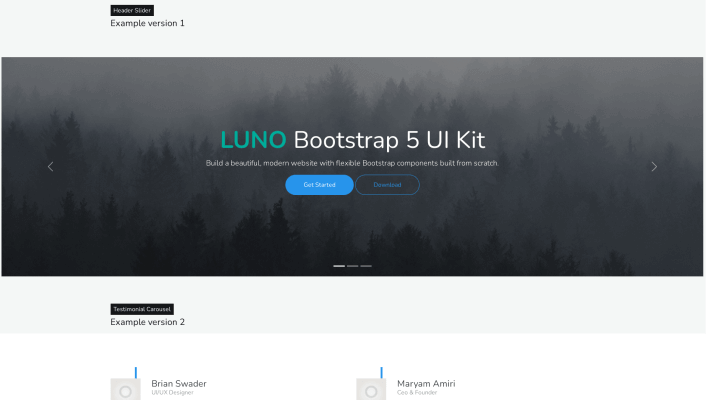 Header Slider
Example version 1
LUNO Bootstrap 5 UI Kit
Build a beautiful, modern website with flexible Bootstrap components built from scratch.
Get Started
Download
Testimonial Carousel
Example version 2
Brian Swader
UI/UX Designer
Maryam Amiri
Ceo & Founder